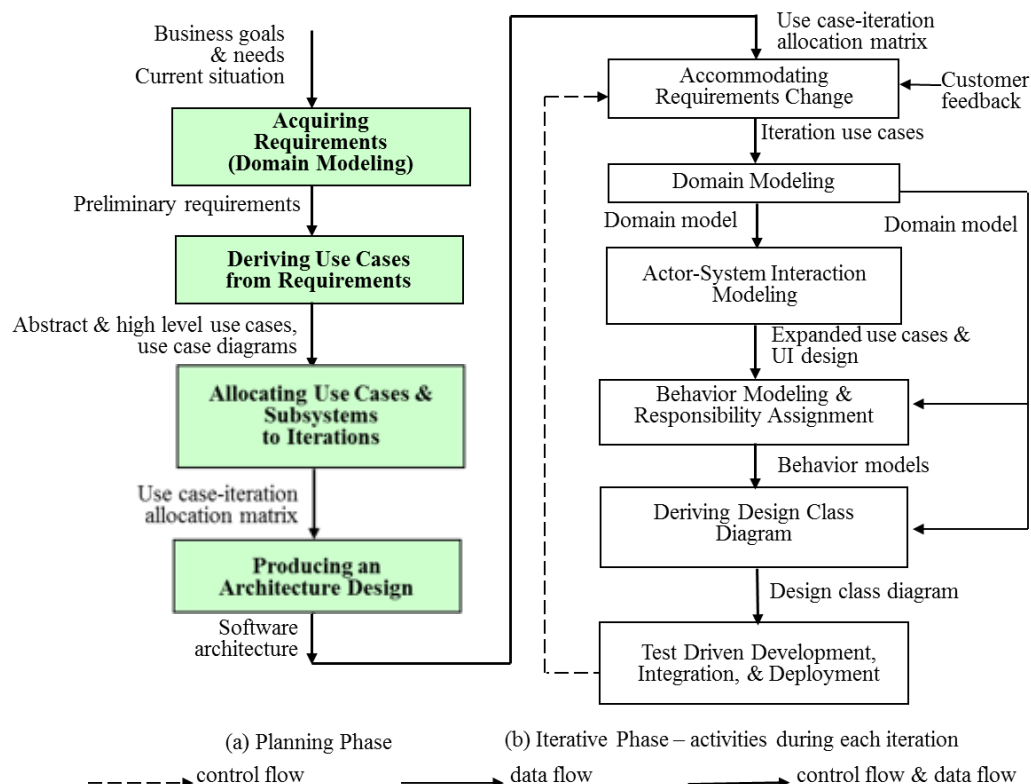 Business goals
& needs
Current situation
Acquiring
Requirements
(Domain Modeling)
Preliminary requirements
Deriving Use Cases
from Requirements
Abstract & high level use cases,
use case diagrams
Allocating Use Cases &
Subsystems
to Iterations
Use case-iteration
allocation matrix
Producing an
Architecture Design
Software
architecture
(a) Planning Phase
Use case-iteration
allocation matrix
Accommodating
Requirements Change
Customer
feedback
Iteration use cases
Domain Modeling
Domain model
Domain model
Actor-System Interaction
Modeling
Expanded use cases &
UI design
Behavior Modeling &
Responsibility Assignment
Behavior models
Deriving Design Class
Diagram
Design class diagram
Test Driven Development,
Integration, & Deployment
(b) Iterative Phase – activities during each iteration
control flow
data flow
control flow & data flow